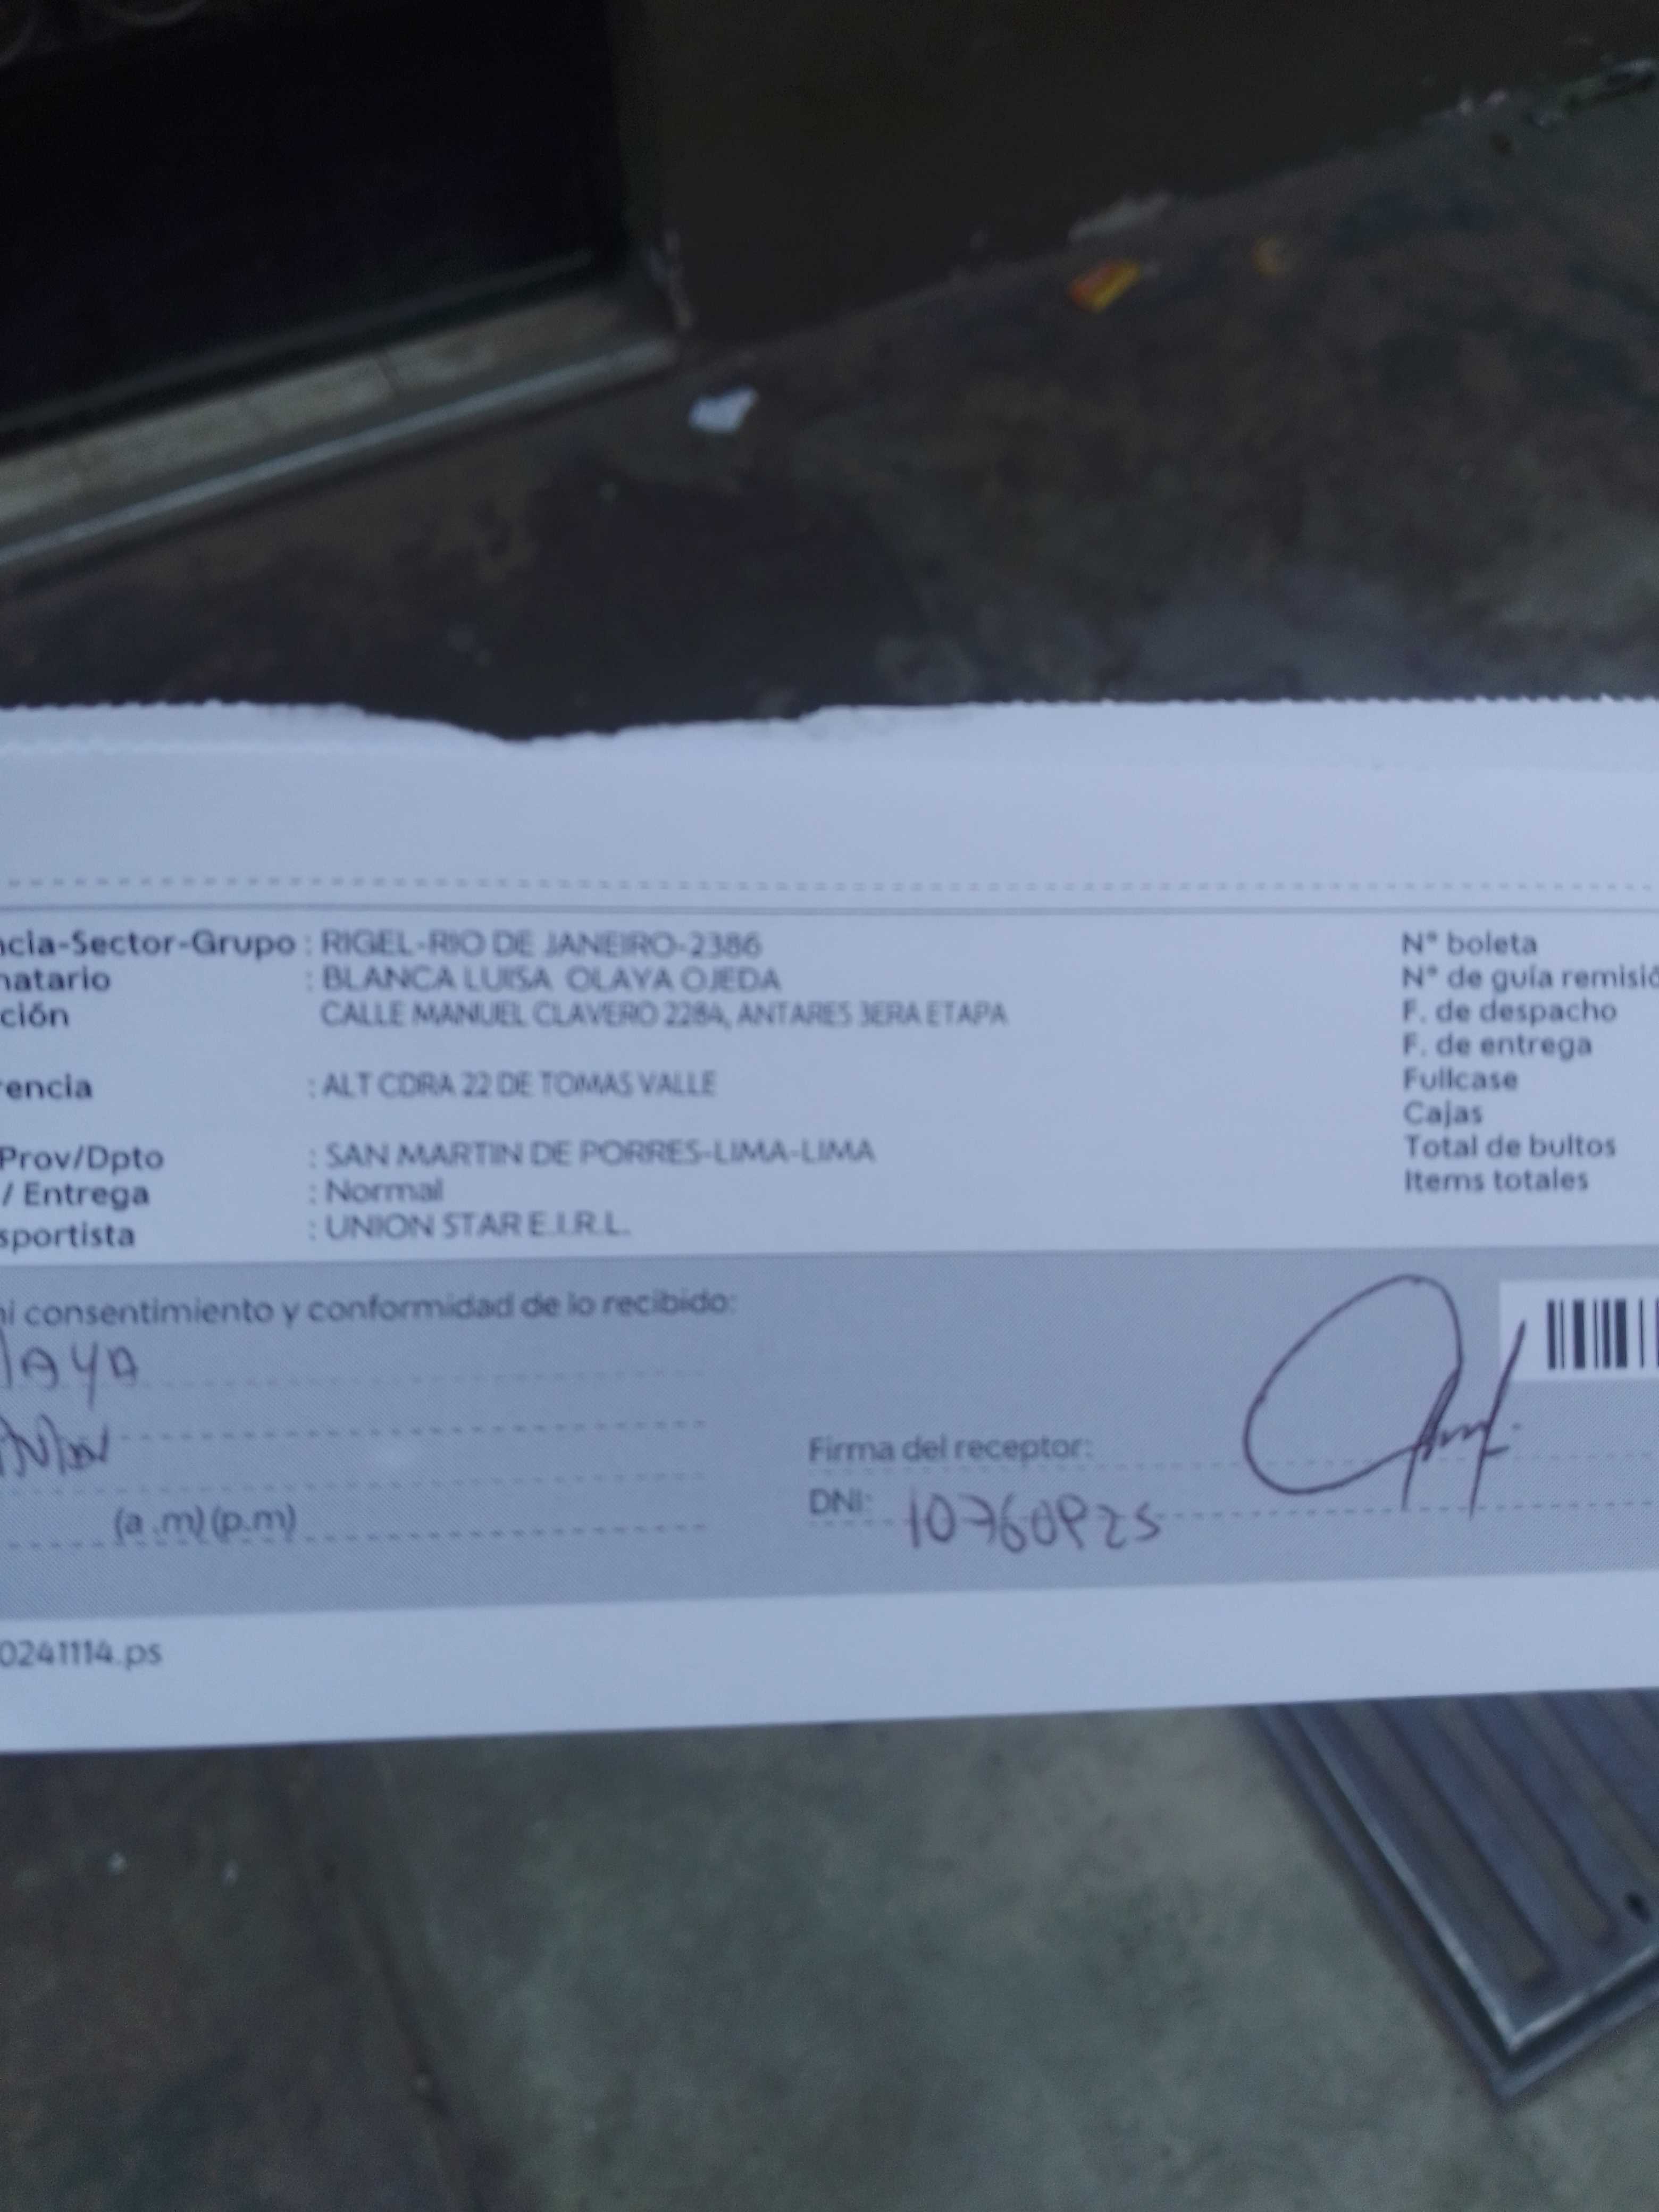 ncia-Sector-Grupo : RIGEL-RIO DE JANEIRO-2386
natario : BLANCA LUISA OLAYA OJEDA
ción CALLE MANUEL CLAVERO 2284, ANTARES 3ERA ETAPA
rencia : ALT CDRA 22 DE TOMAS VALLE
Prov/Dpto : SAN MARTIN DE PORRES-LIMA-LIMA
/ Entrega : Normal
sportista : UNION STAR E.I.R.L.
N° boleta
N° de guía remisió
F. de despacho
F. de entrega
Fullcase
Cajas
Total de bultos
Items totales
ni consentimiento y conformidad de lo recibido:
laya
(a .m) (p.m)
Firma del receptor:
DNI: 10760925
0241114.ps